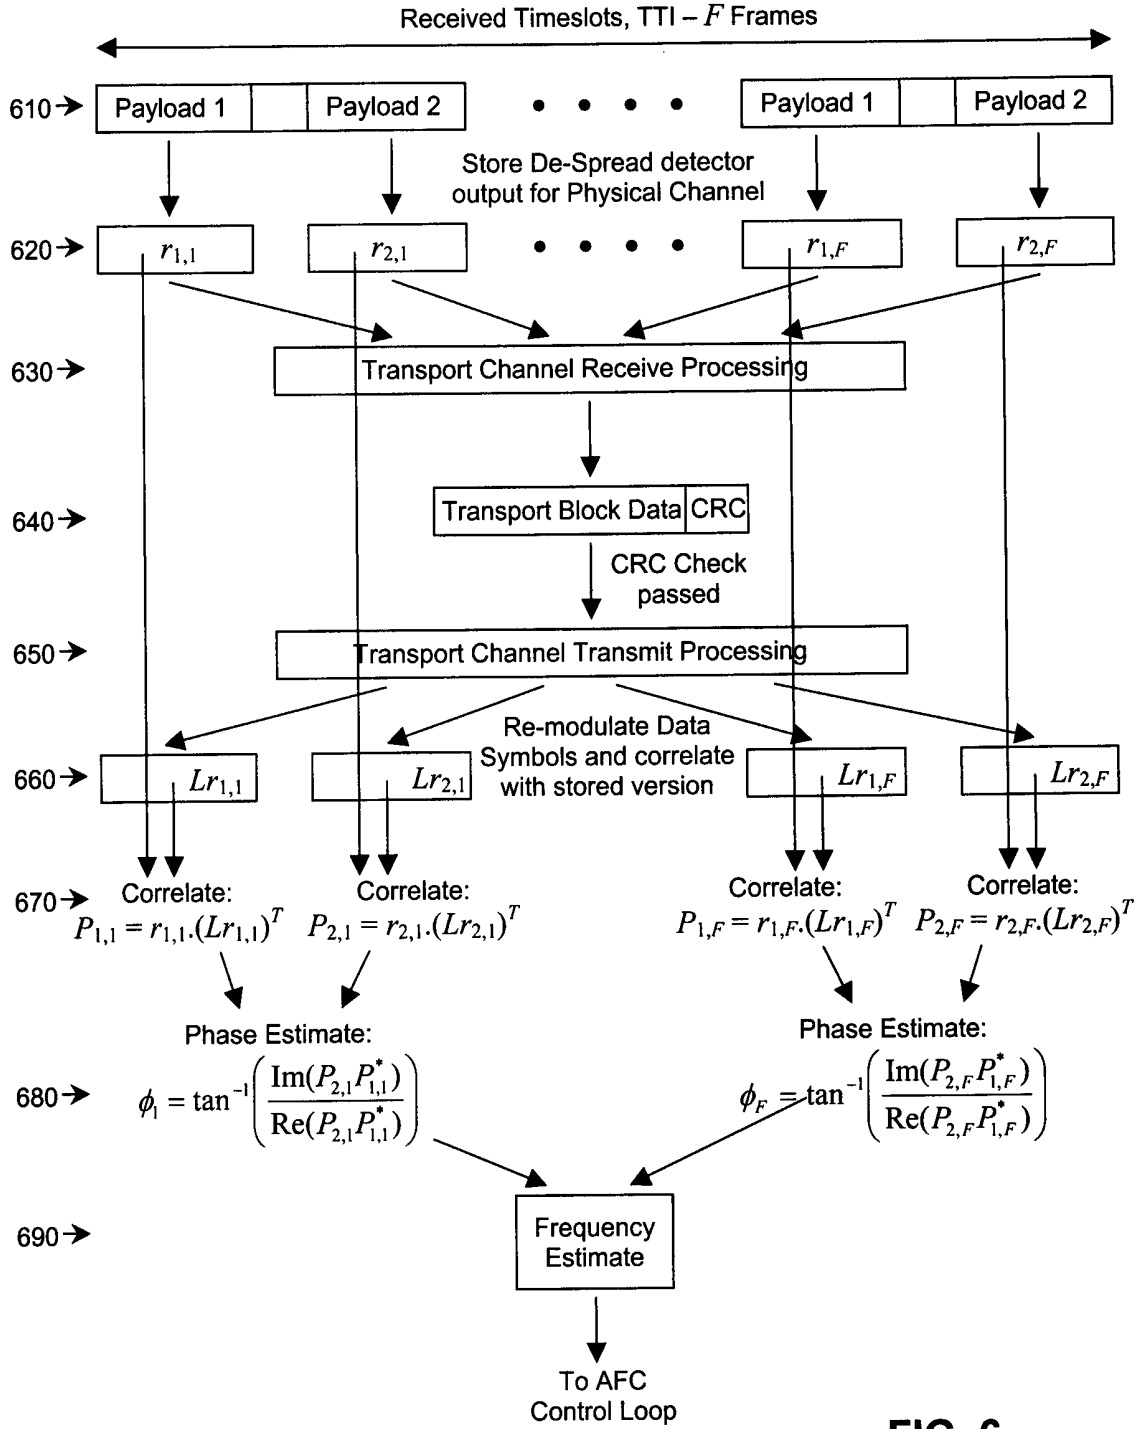 Received Timeslots, TTI – F Frames
610 Payload 1 Payload 2 Payload 1 Payload 2
Store De-Spread detector
output for Physical Channel
620 r1,1 r2,1 r1,F r2,F
630 Transport Channel Receive Processing
640 Transport Block Data CRC
CRC Check
passed
650 Transport Channel Transmit Processing
Re-modulate Data
Symbols and correlate
with stored version
660 Lr1,1 Lr2,1 Lr1,F Lr2,F
670 Correlate: Correlate: Correlate: Correlate:
P1,1 = r1,1.(Lr1,1)^T P2,1 = r2,1.(Lr2,1)^T P1,F = r1,F.(Lr1,F)^T P2,F = r2,F.(Lr2,F)^T
Phase Estimate: Phase Estimate:
680 ϕ1 = tan^-1(Im(P2,1P*1,1)/Re(P2,1P*1,1)) ϕF = tan^-1(Im(P2,FP*1,F)/Re(P2,FP*1,F))
690 Frequency
Estimate
To AFC
Control Loop